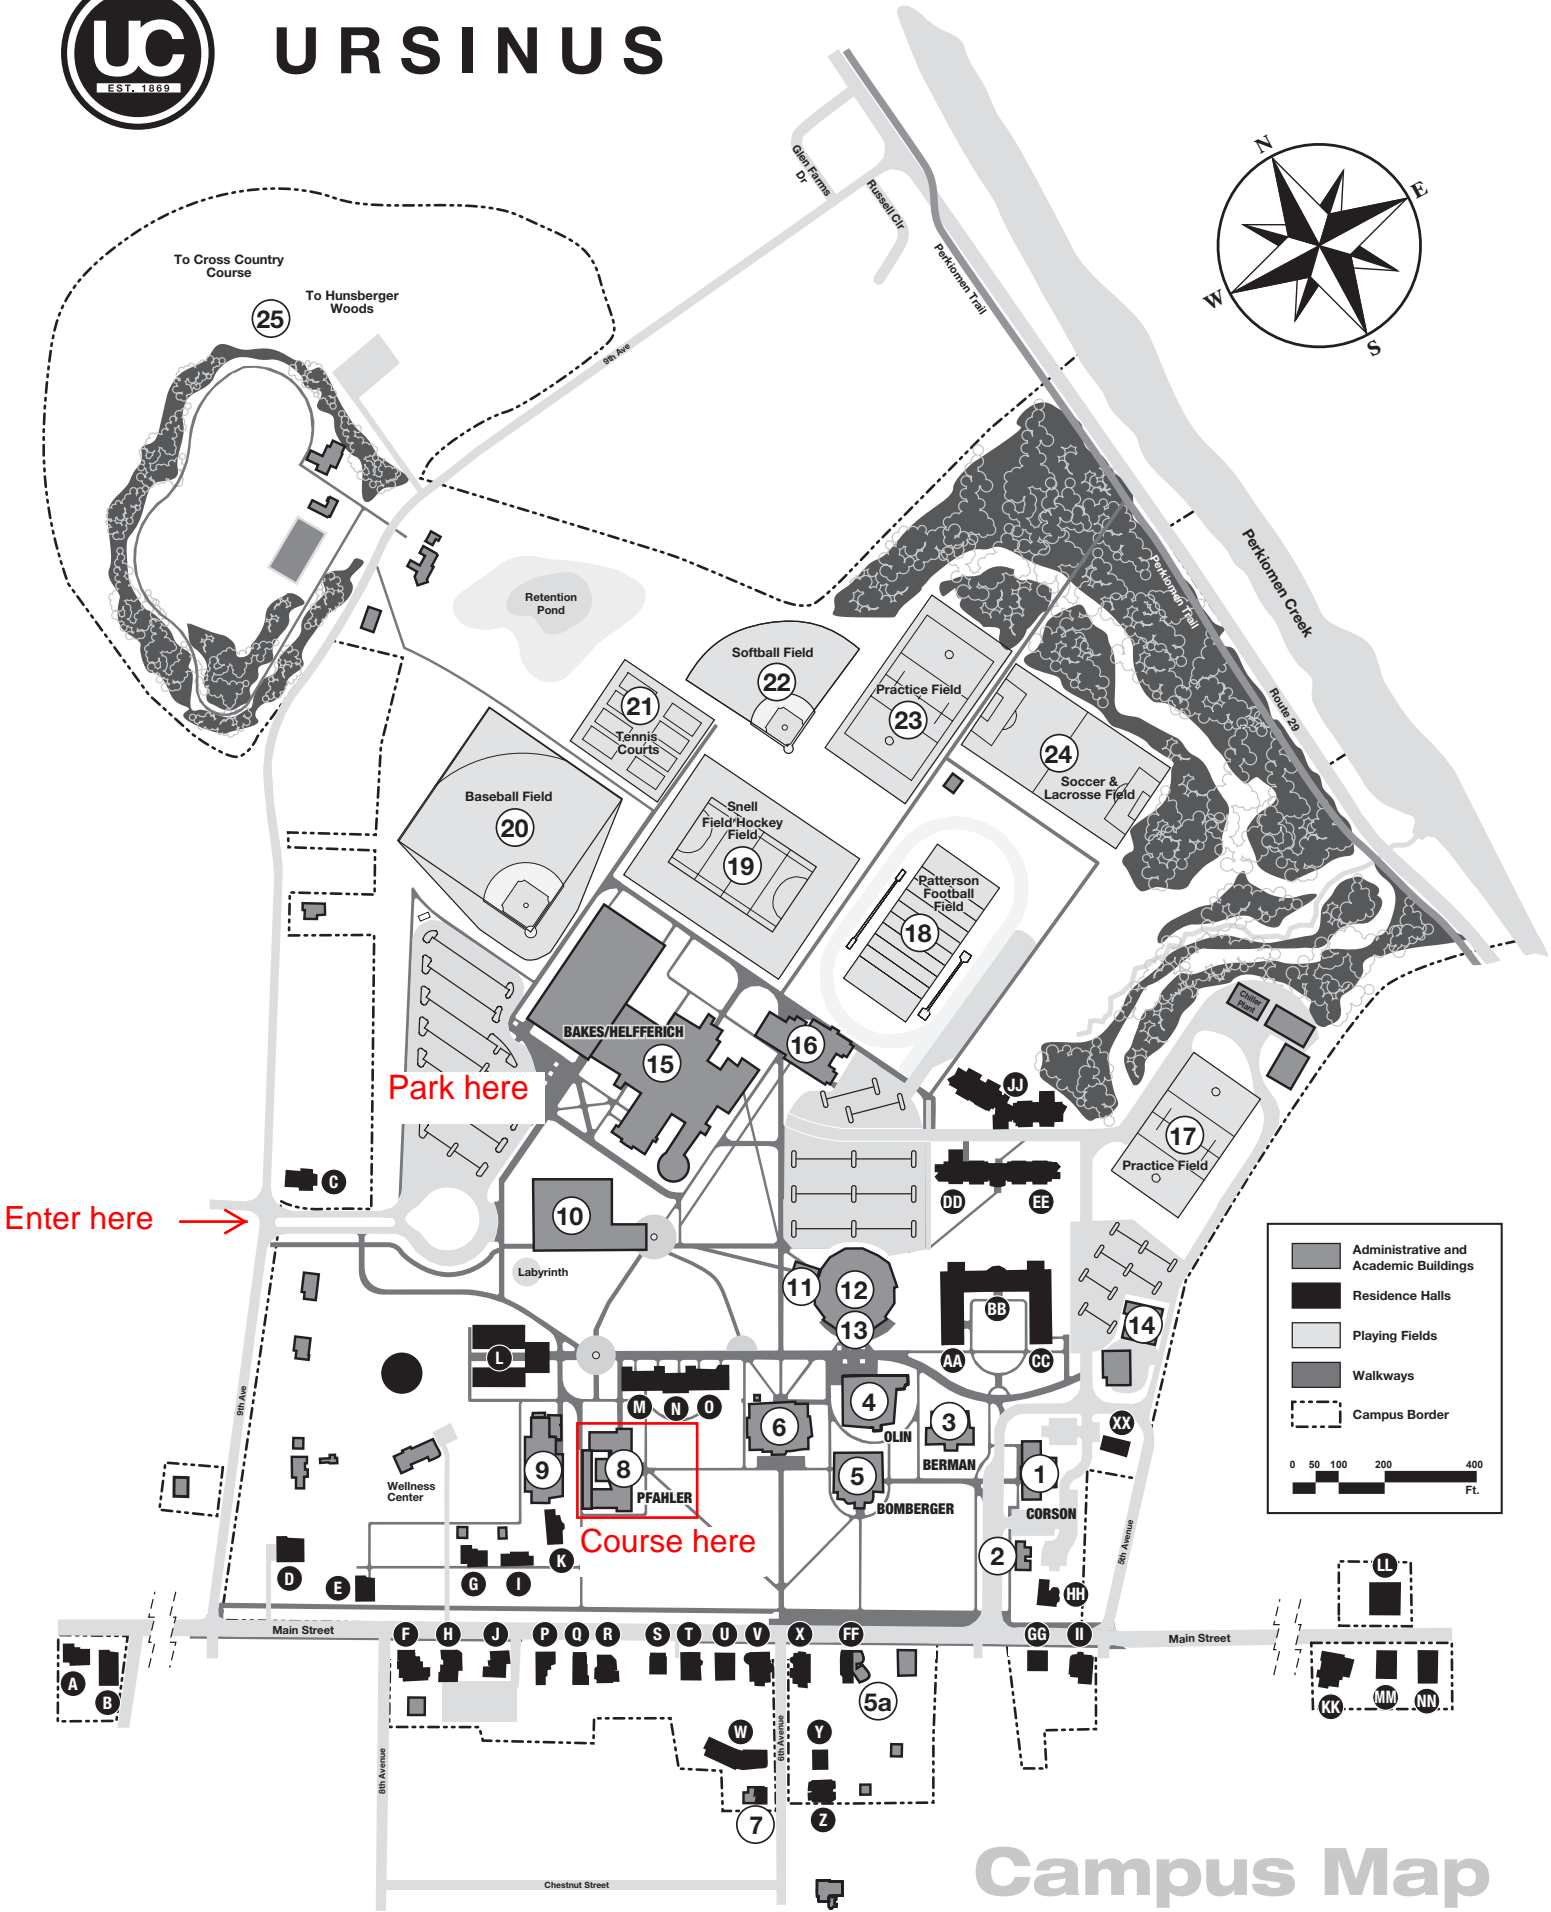 UC
EST. 1869
URSINUS
Glen Farms
Dr
Russell Clr
Perkiomen Trail
N
E
W
S
To Cross Country
Course
To Hunsberger
Woods
25
9th Ave
Perkiomen Creek
Perkiomen Trail
Route 29
Retention
Pond
Softball Field
22
Practice Field
23
21
Tennis
Courts
24
Soccer &
Lacrosse Field
Baseball Field
20
Snell
Field Hockey
Field
19
Patterson
Football
Field
18
Chiller
Plant
BAKES/HELFFERICH
15
16
JJ
Park here
17
Practice Field
C
DD
EE
Enter here
10
Labyrinth
11
12
13
BB
14
AA
CC
Administrative and
Academic Buildings
Residence Halls
Playing Fields
Walkways
Campus Border
0 50 100 200 400
Ft.
L
M
N
O
9th Ave
6
4
OLIN
3
BERMAN
XX
Wellness
Center
9
8
PFAHLER
5
BOMBERGER
1
CORSON
Course here
2
5th Avenue
D
E
G
I
K
HH
LL
Main Street
F
H
J
P
Q
R
S
T
U
V
X
FF
GG
II
Main Street
A
B
5a
KK
MM
NN
8th Avenue
W
6th Avenue
Y
Z
7
Chestnut Street
Campus Map